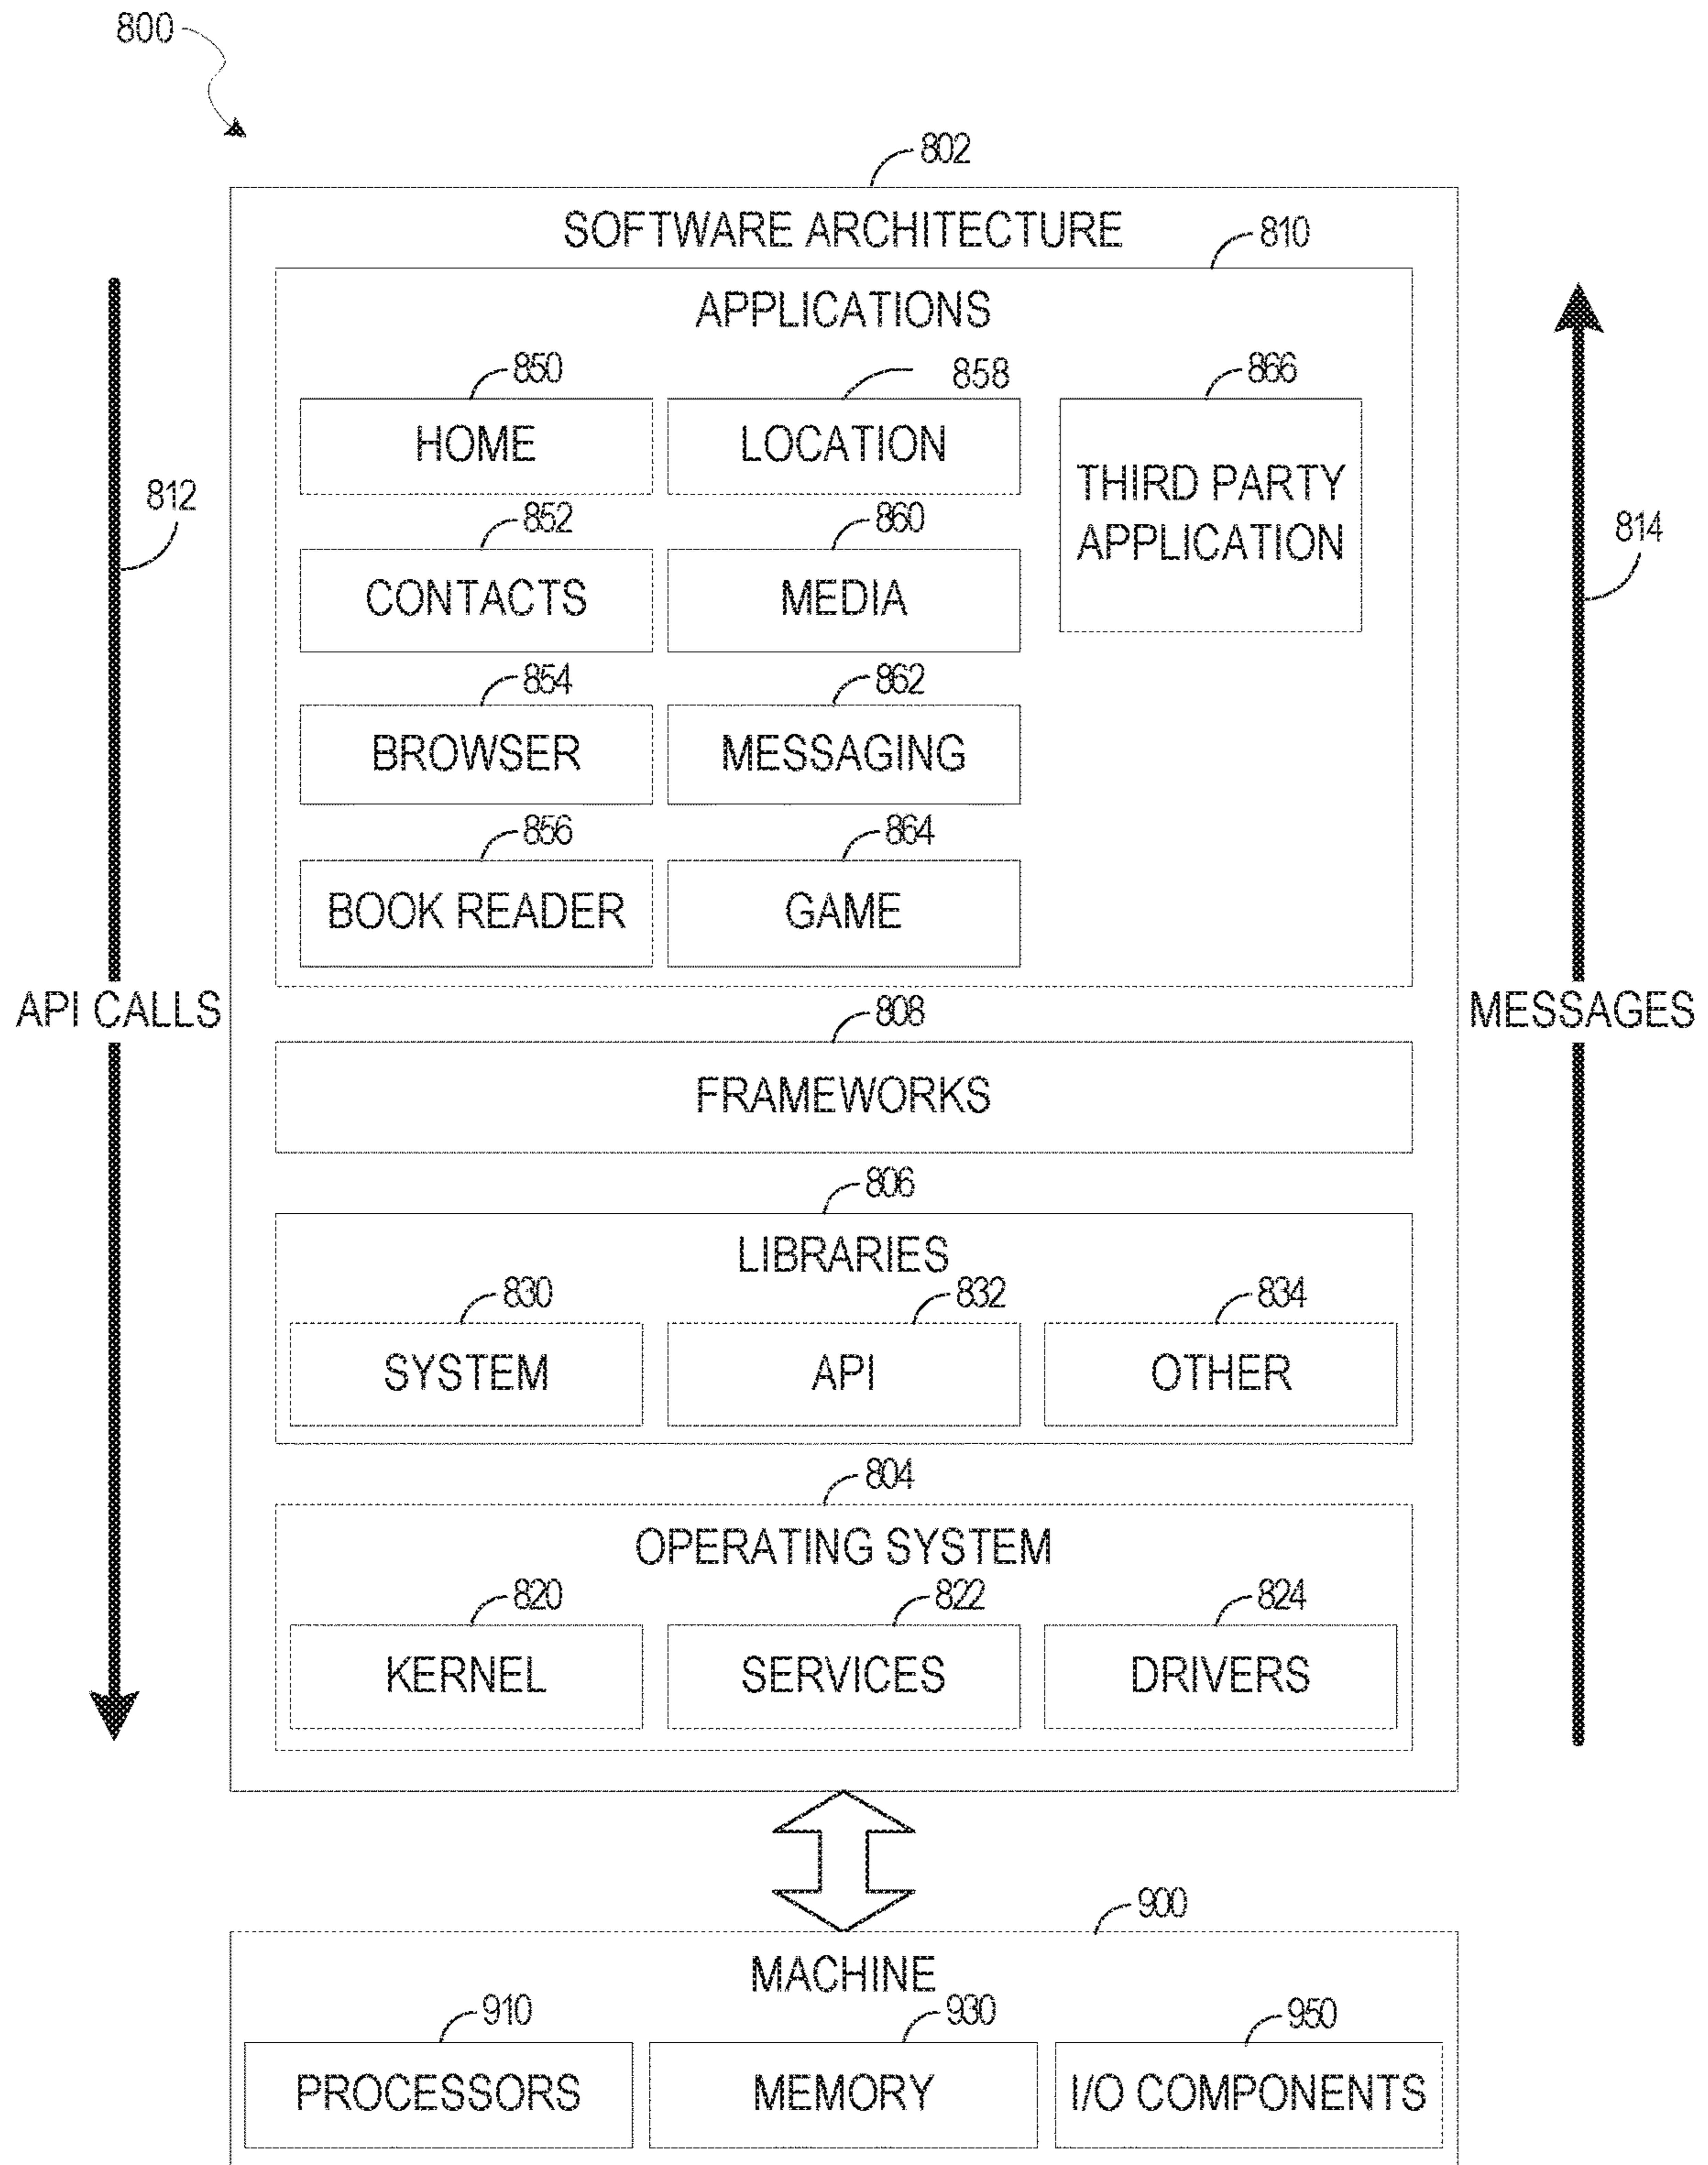 800
802
SOFTWARE ARCHITECTURE
810
APPLICATIONS
850
858
866
HOME
LOCATION
THIRD PARTY
APPLICATION
812
852
860
814
CONTACTS
MEDIA
854
862
BROWSER
MESSAGING
856
864
BOOK READER
GAME
API CALLS
808
MESSAGES
FRAMEWORKS
806
LIBRARIES
830
832
834
SYSTEM
API
OTHER
804
OPERATING SYSTEM
820
822
824
KERNEL
SERVICES
DRIVERS
900
MACHINE
910
930
950
PROCESSORS
MEMORY
I/O COMPONENTS